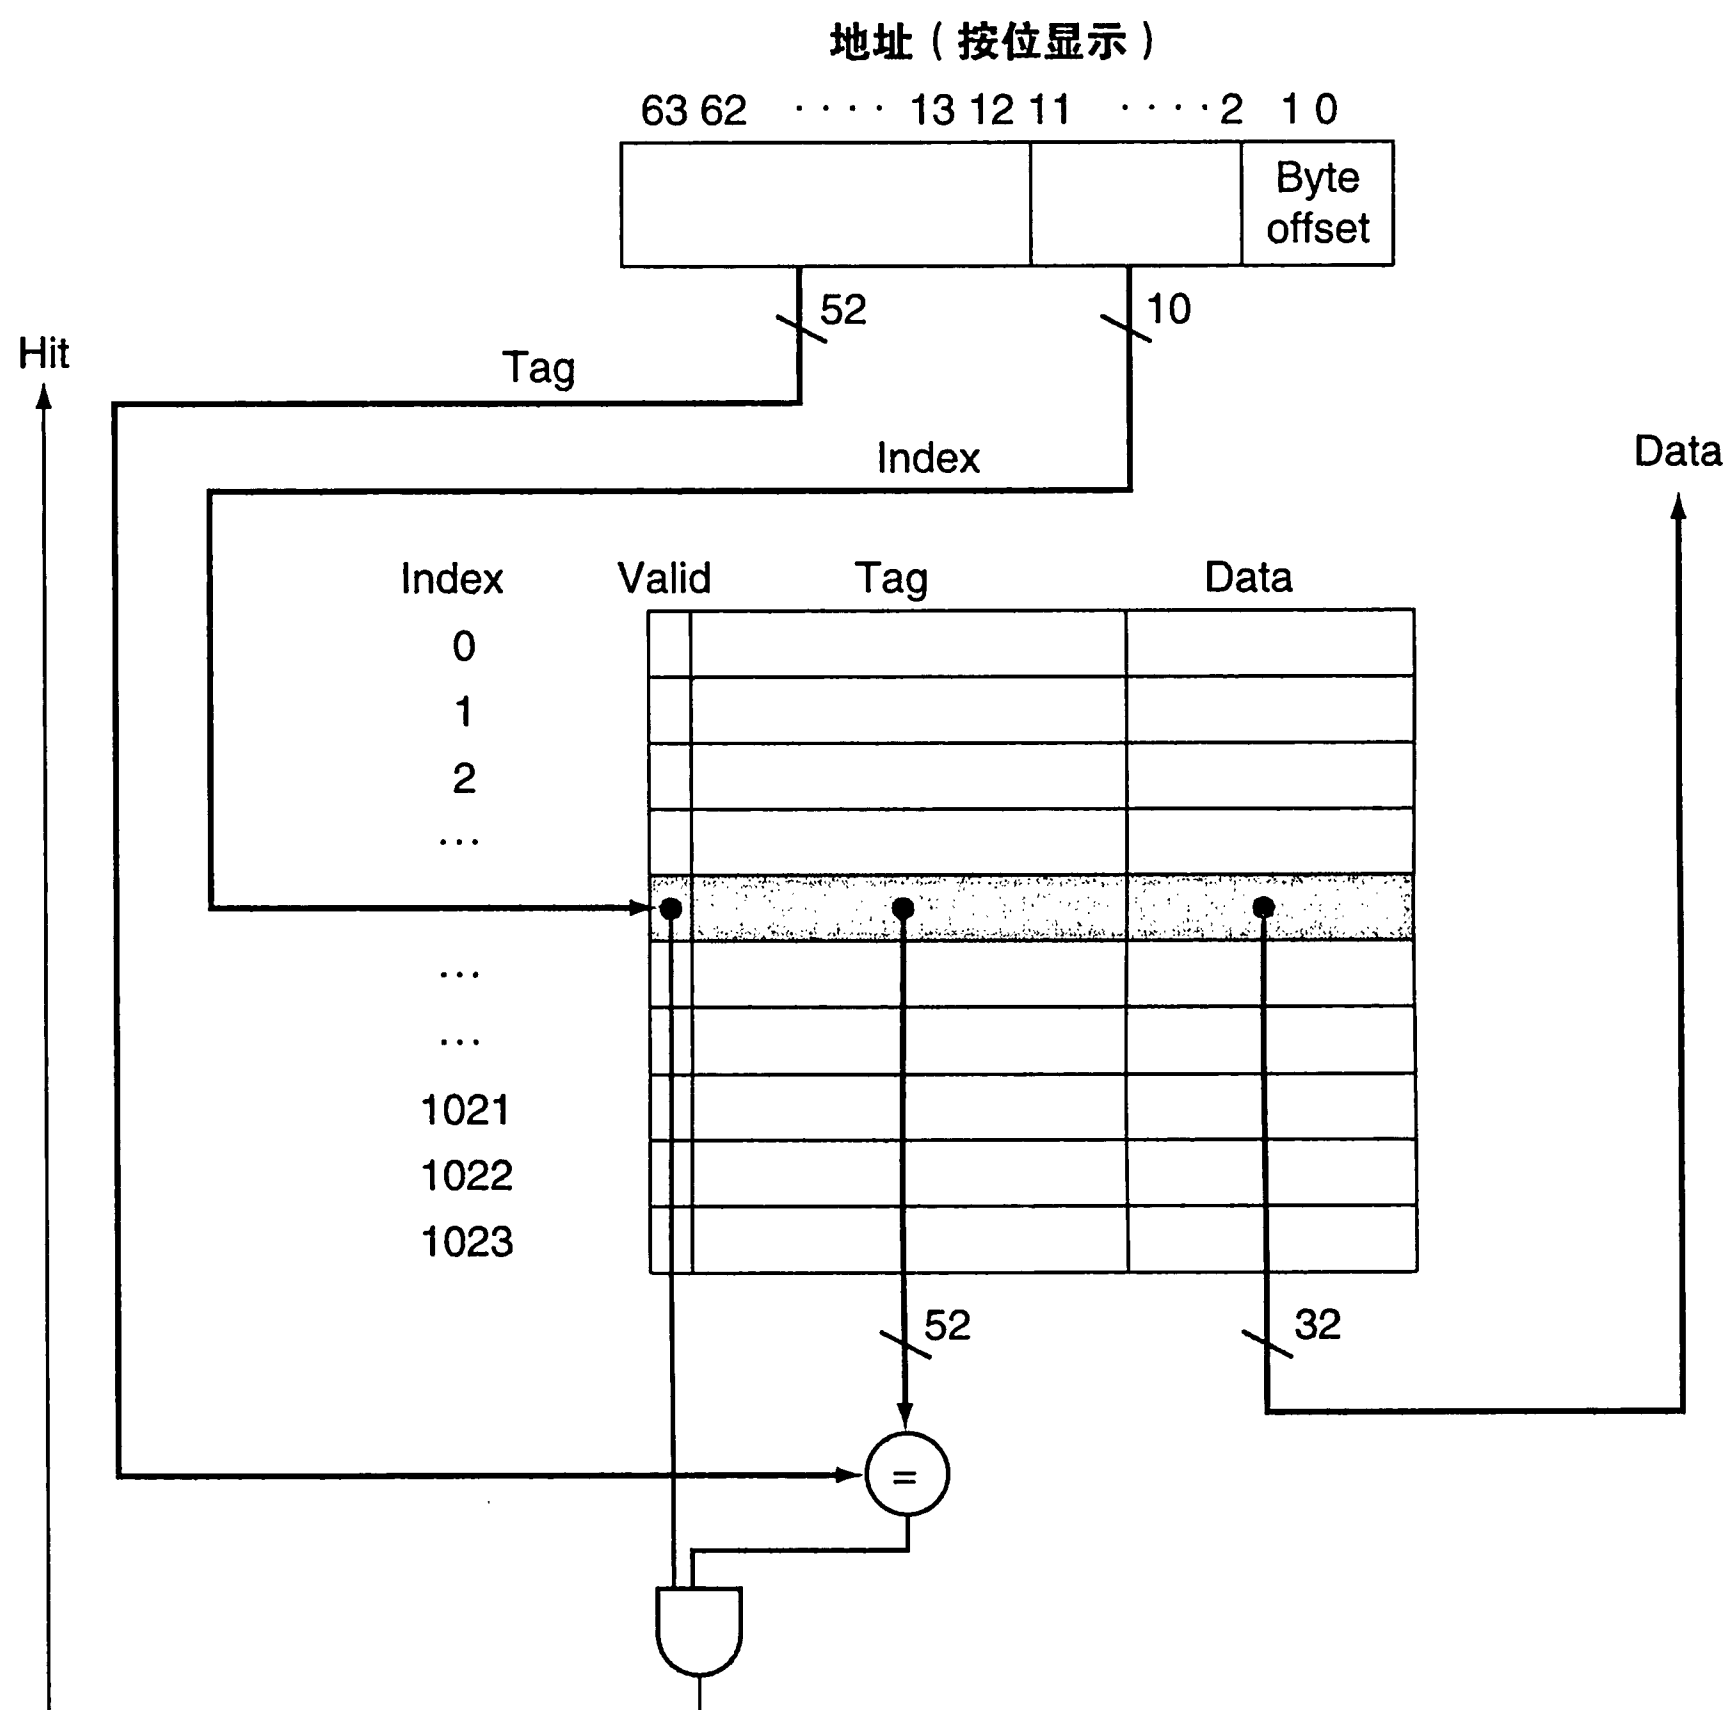 地址（按位显示）
63 62 ···· 13 12 11 ···· 2 1 0
Byte
offset
52
10
Hit
Tag
Index
Data
Index Valid Tag Data
0
1
2
...
...
...
1021
1022
1023
52
32
=